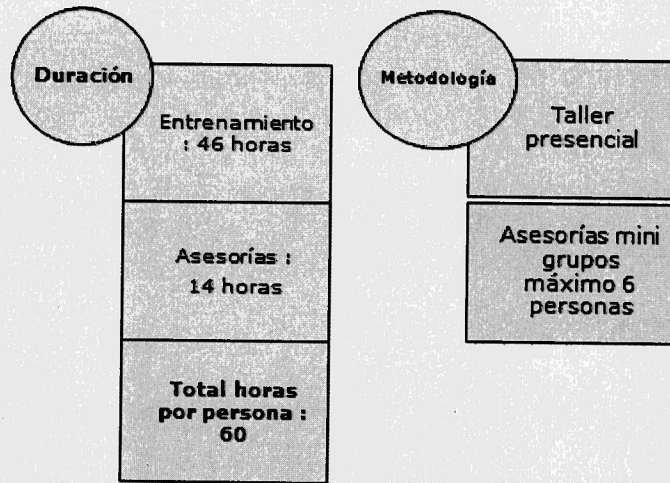 Duración
Entrenamiento
: 46 horas
Asesorías :
14 horas
Total horas
por persona :
60
Metodología
Taller
presencial
Asesorías mini
grupos
máximo 6
personas